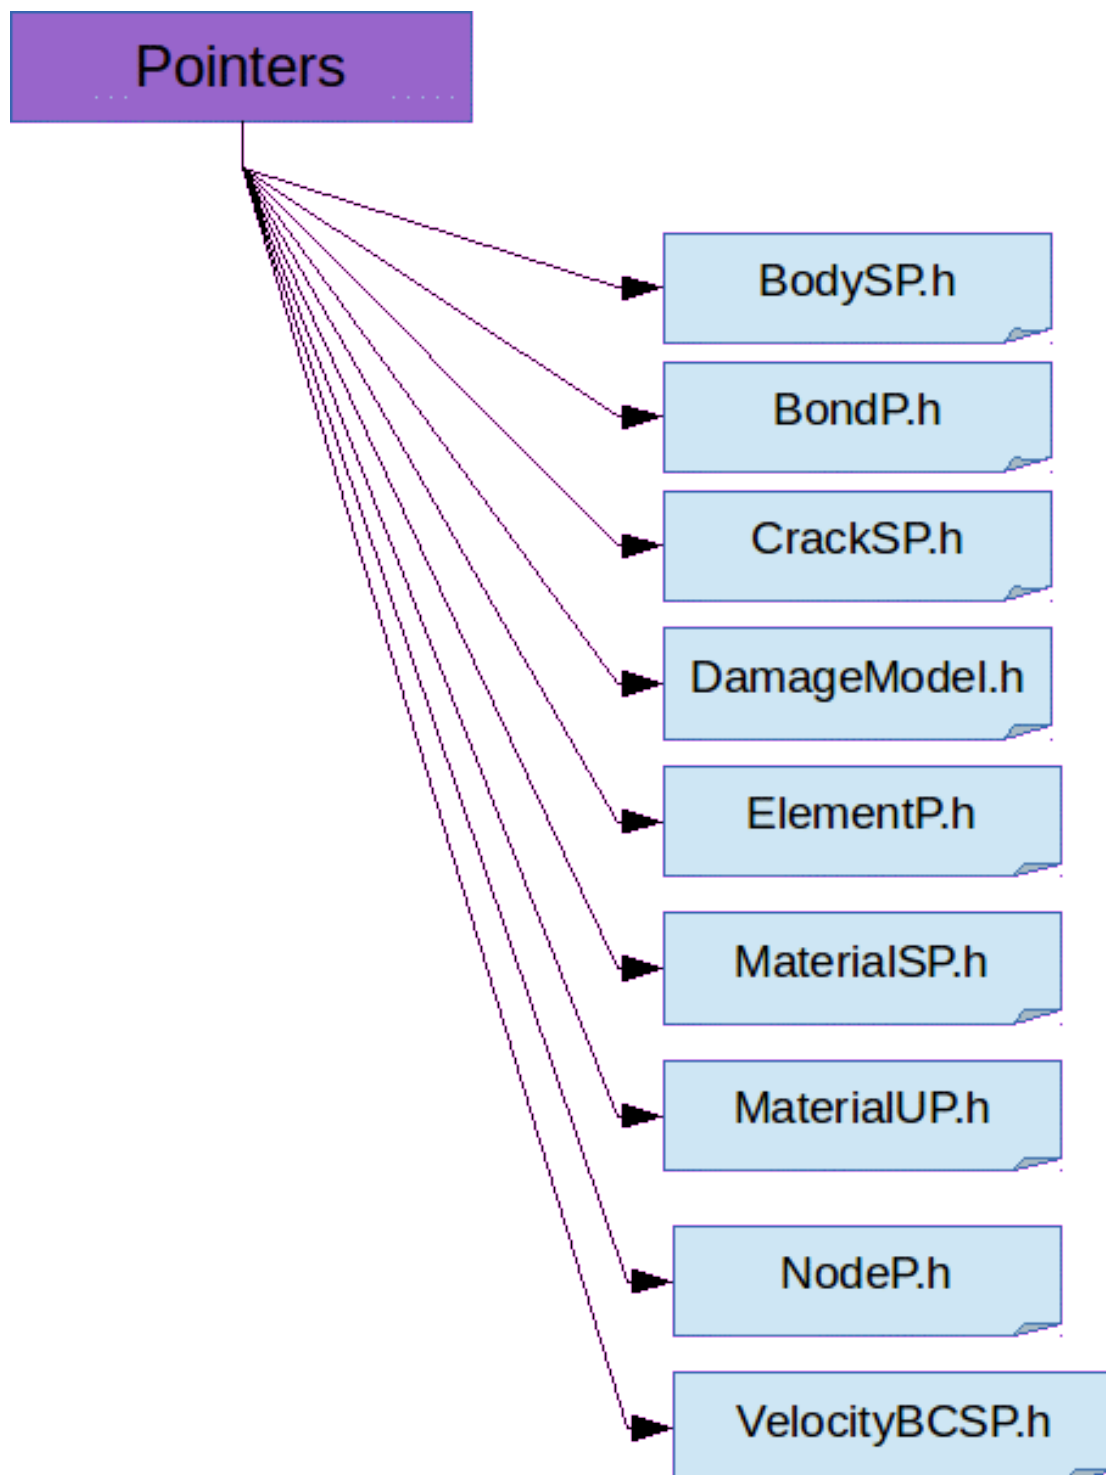 Pointers
BodySP.h
BondP.h
CrackSP.h
DamageModel.h
ElementP.h
MaterialSP.h
MaterialUP.h
NodeP.h
VelocityBCSP.h